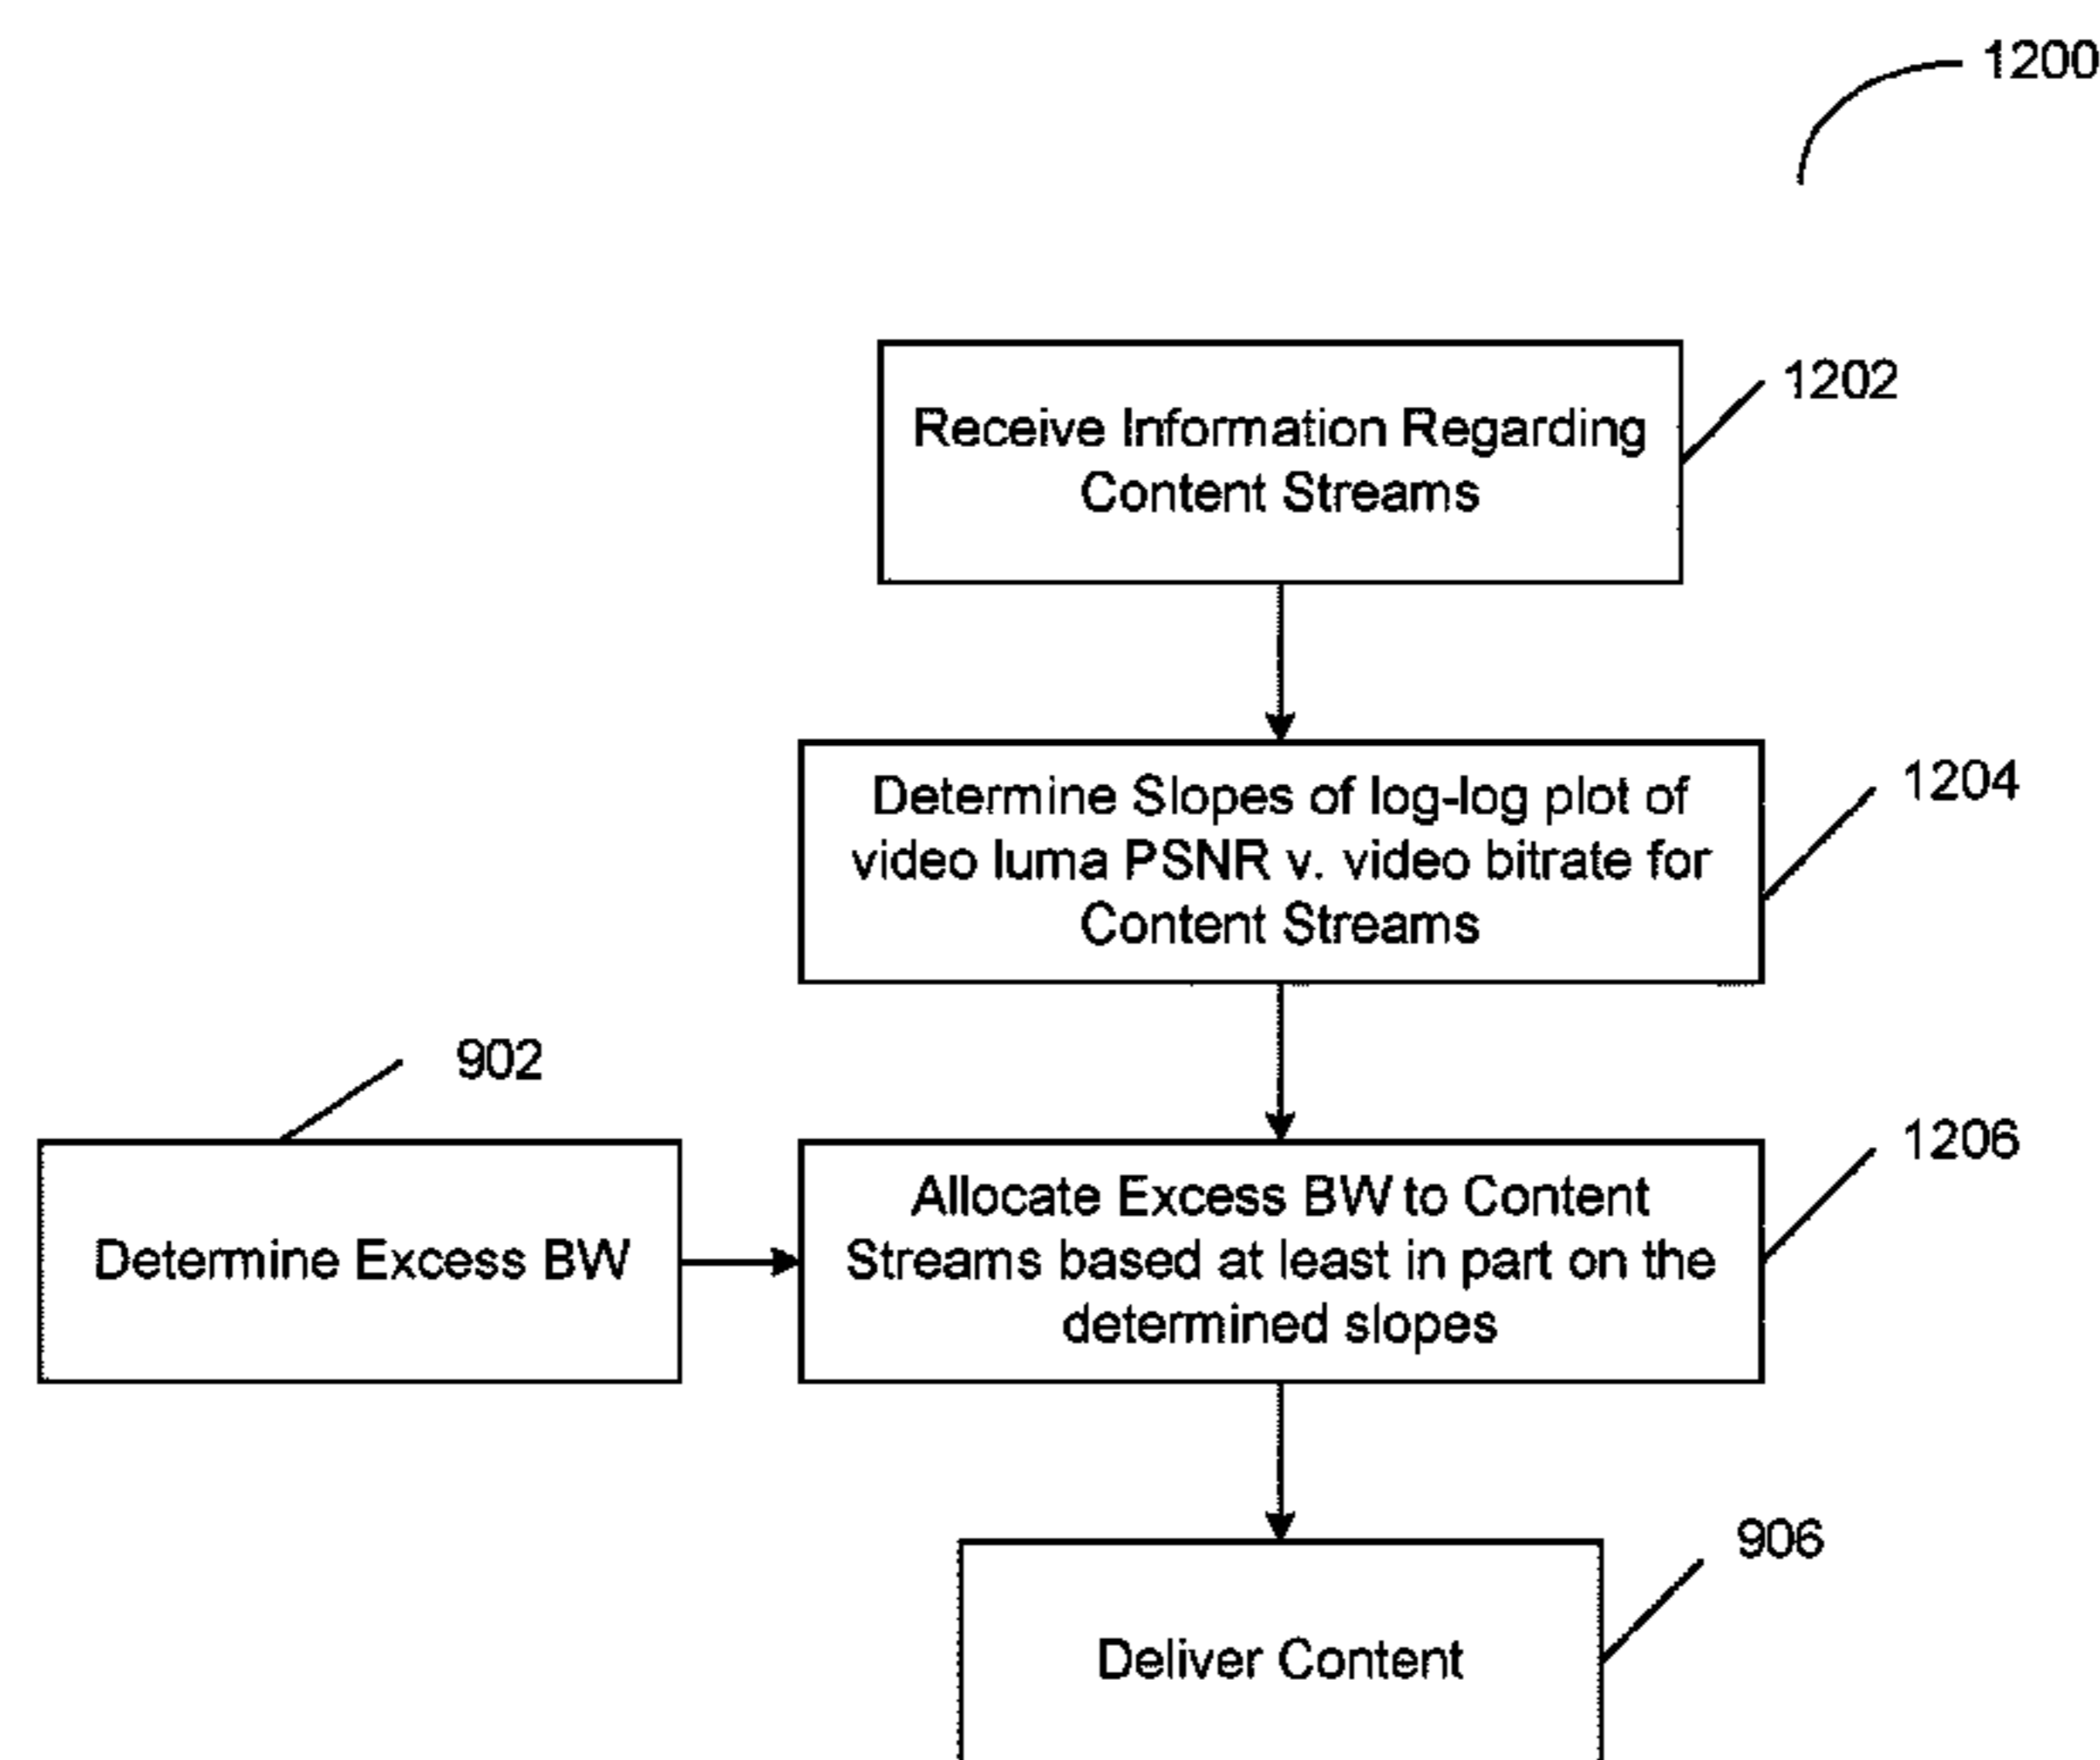 1200
Receive Information Regarding
Content Streams
1202
Determine Slopes of log-log plot of
video luma PSNR v. video bitrate for
Content Streams
1204
902
Determine Excess BW
Allocate Excess BW to Content
Streams based at least in part on the
determined slopes
1206
906
Deliver Content